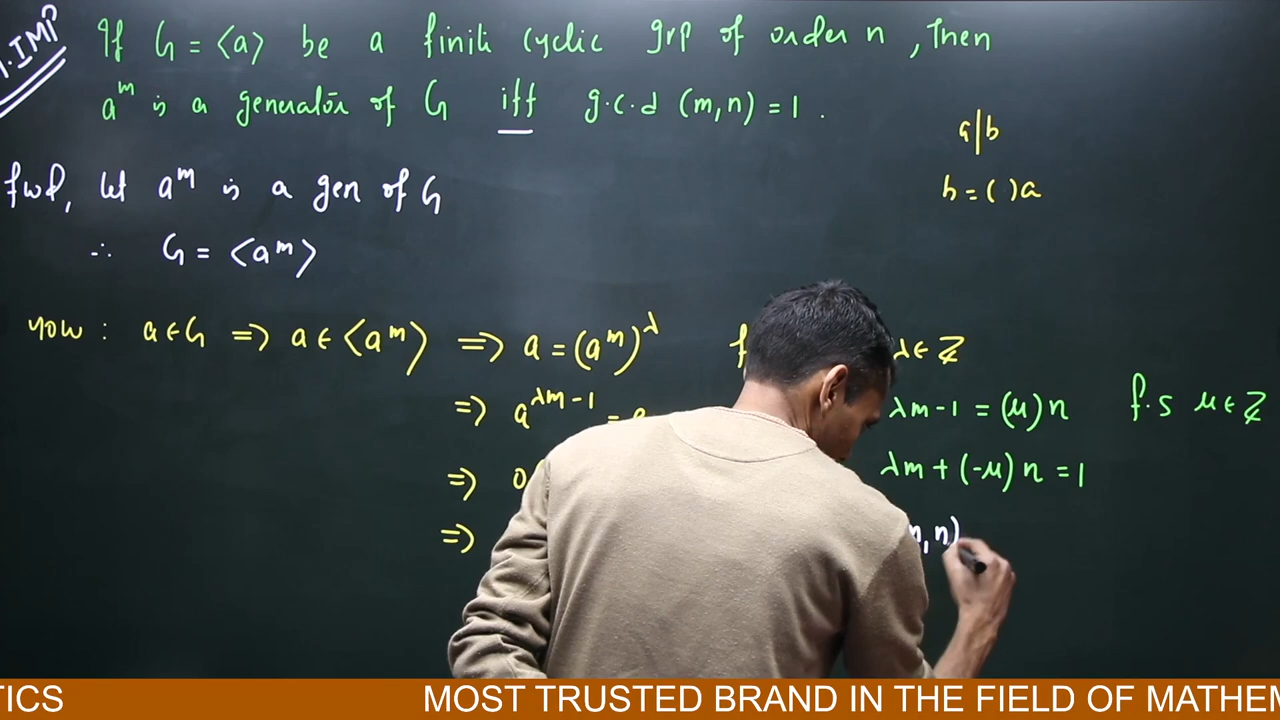 V.IMP
If G = <a> be a finite cyclic grp of order n , then
a^m is a generator of G iff g.c.d (m,n) = 1 .
a|b
b = ( )a
fwd, let a^m is a gen of G
∴ G = <a^m>
now : a ∈ G => a ∈ <a^m> => a = (a^m)^λ λ ∈ Z
=> a^λm-1 = λm-1 = (μ)n f.s μ ∈ Z
=> λm + (-μ) n = 1
=> n)
TICS MOST TRUSTED BRAND IN THE FIELD OF MATHEM